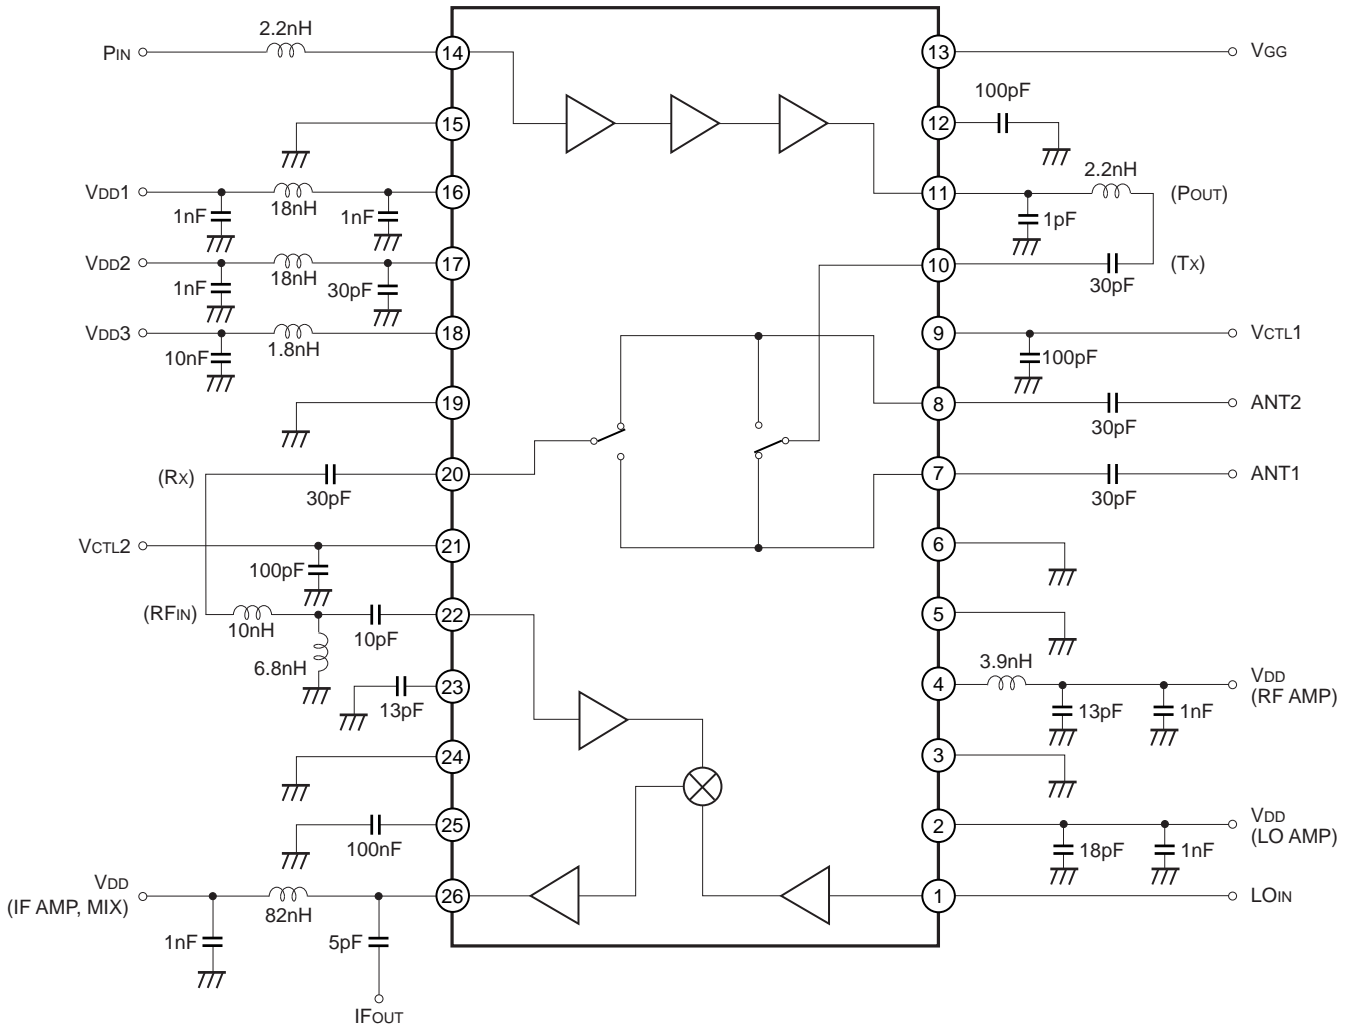 2.2nH
PIN
14
13
VGG
100pF
15
12
2.2nH
VDD1
18nH
1nF
1nF
16
11
(POUT)
1pF
VDD2
18nH
1nF
30pF
17
10
(TX)
30pF
VDD3
10nF
1.8nH
18
9
VCTL1
100pF
19
8
ANT2
30pF
(RX)
30pF
20
7
ANT1
30pF
VCTL2
100pF
21
6
(RFIN)
10nH
10pF
6.8nH
22
5
3.9nH
13pF
23
4
VDD
(RF AMP)
13pF
1nF
24
3
100nF
25
2
VDD
(LO AMP)
18pF
1nF
VDD
(IF AMP, MIX)
82nH
1nF
5pF
26
1
LOIN
IFOUT